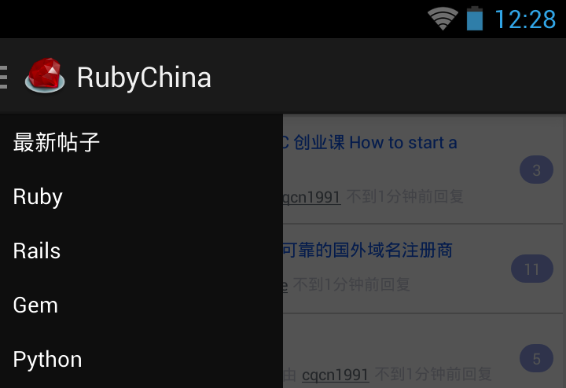 12:28
RubyChina
最新帖子
Ruby
Rails
Gem
Python
C 创业课 How to start a
3
qcn1991 不到1分钟前回复
可靠的国外域名注册商
11
e 不到1分钟前回复
5
由 cqcn1991 不到1分钟前回复